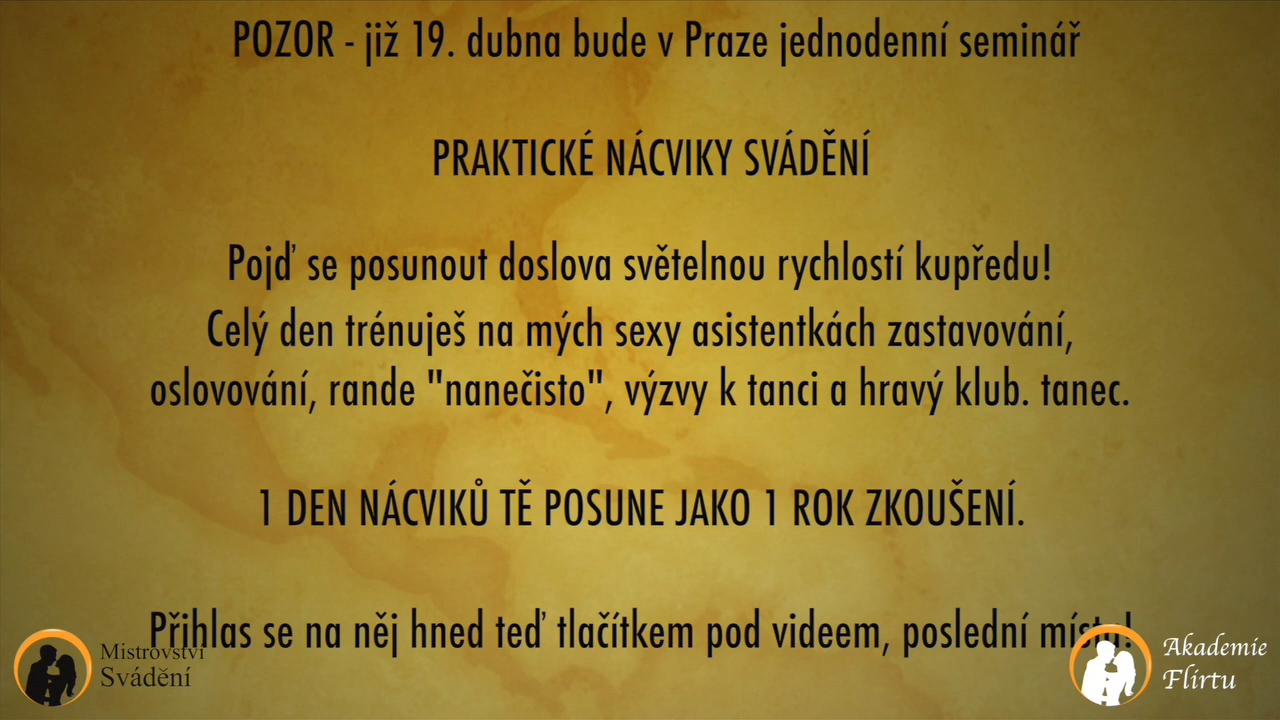 POZOR - již 19. dubna bude v Praze jednodenní seminář
PRAKTICKÉ NÁCVIKY SVÁDĚNÍ
Pojď se posunout doslova světelnou rychlostí kupředu!
Celý den trénuješ na mých sexy asistentkách zastavování,
oslovování, rande "nanečisto", výzvy k tanci a hravý klub. tanec.
1 DEN NÁCVIKŮ TĚ POSUNE JAKO 1 ROK ZKOUŠENÍ.
Přihlas se na něj hned teď tlačítkem pod videem, poslední místa!
Mistrovství
Svádění
Akademie
Flirtu